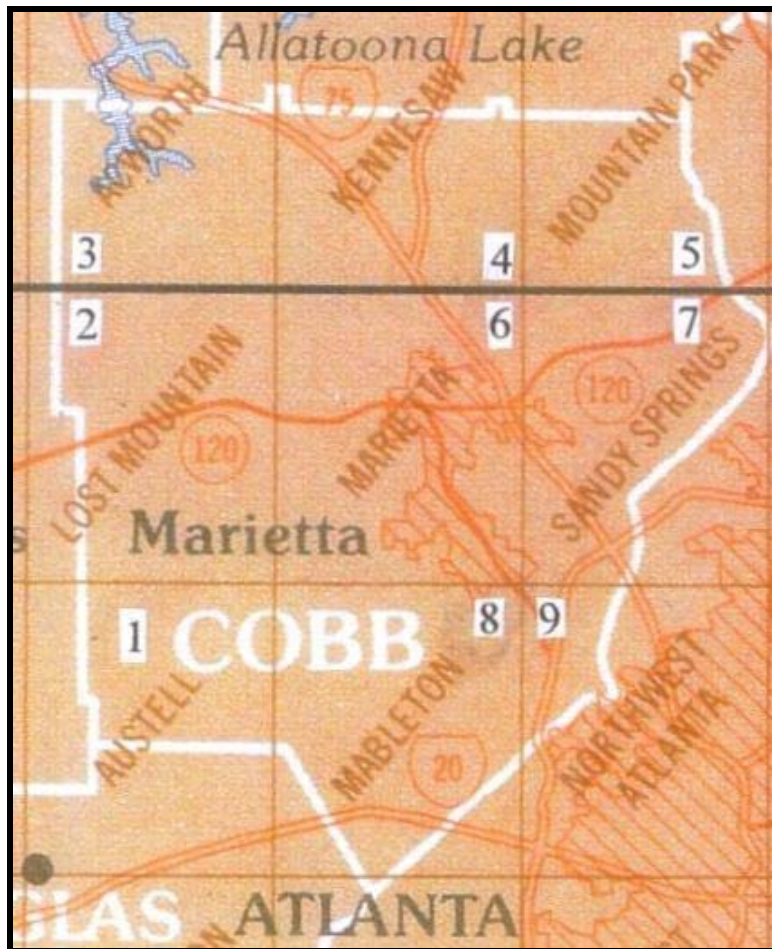 Allatoona Lake
75
ACWORTH
KENNESAW
MOUNTAIN PARK
3
4
5
2
6
7
120
120
LOST MOUNTAIN
MARIETTA
SANDY SPRINGS
s
Marietta
1
COBB
8
9
AUSTELL
MABLETON
20
NORTHWEST
ATLANTA
GLAS
ATLANTA